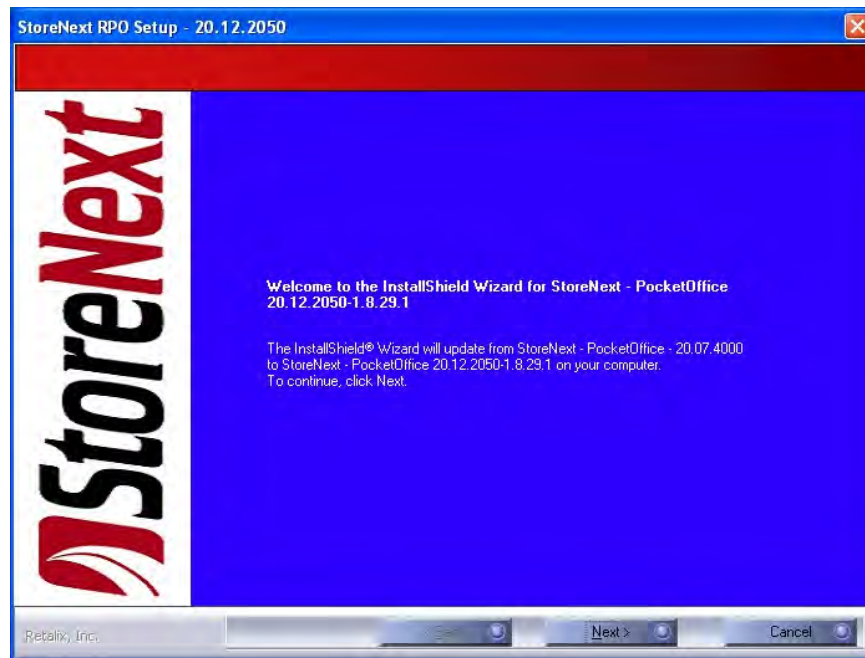 StoreNext RPO Setup - 20.12.2050
StoreNext
Welcome to the InstallShield Wizard for StoreNext - PocketOffice
20.12.2050-1.8.29.1
The InstallShield® Wizard will update from StoreNext - PocketOffice - 20.07.4000
to StoreNext - PocketOffice 20.12.2050-1.8.29.1 on your computer.
To continue, click Next.
Retalix, Inc.
Next >
Cancel